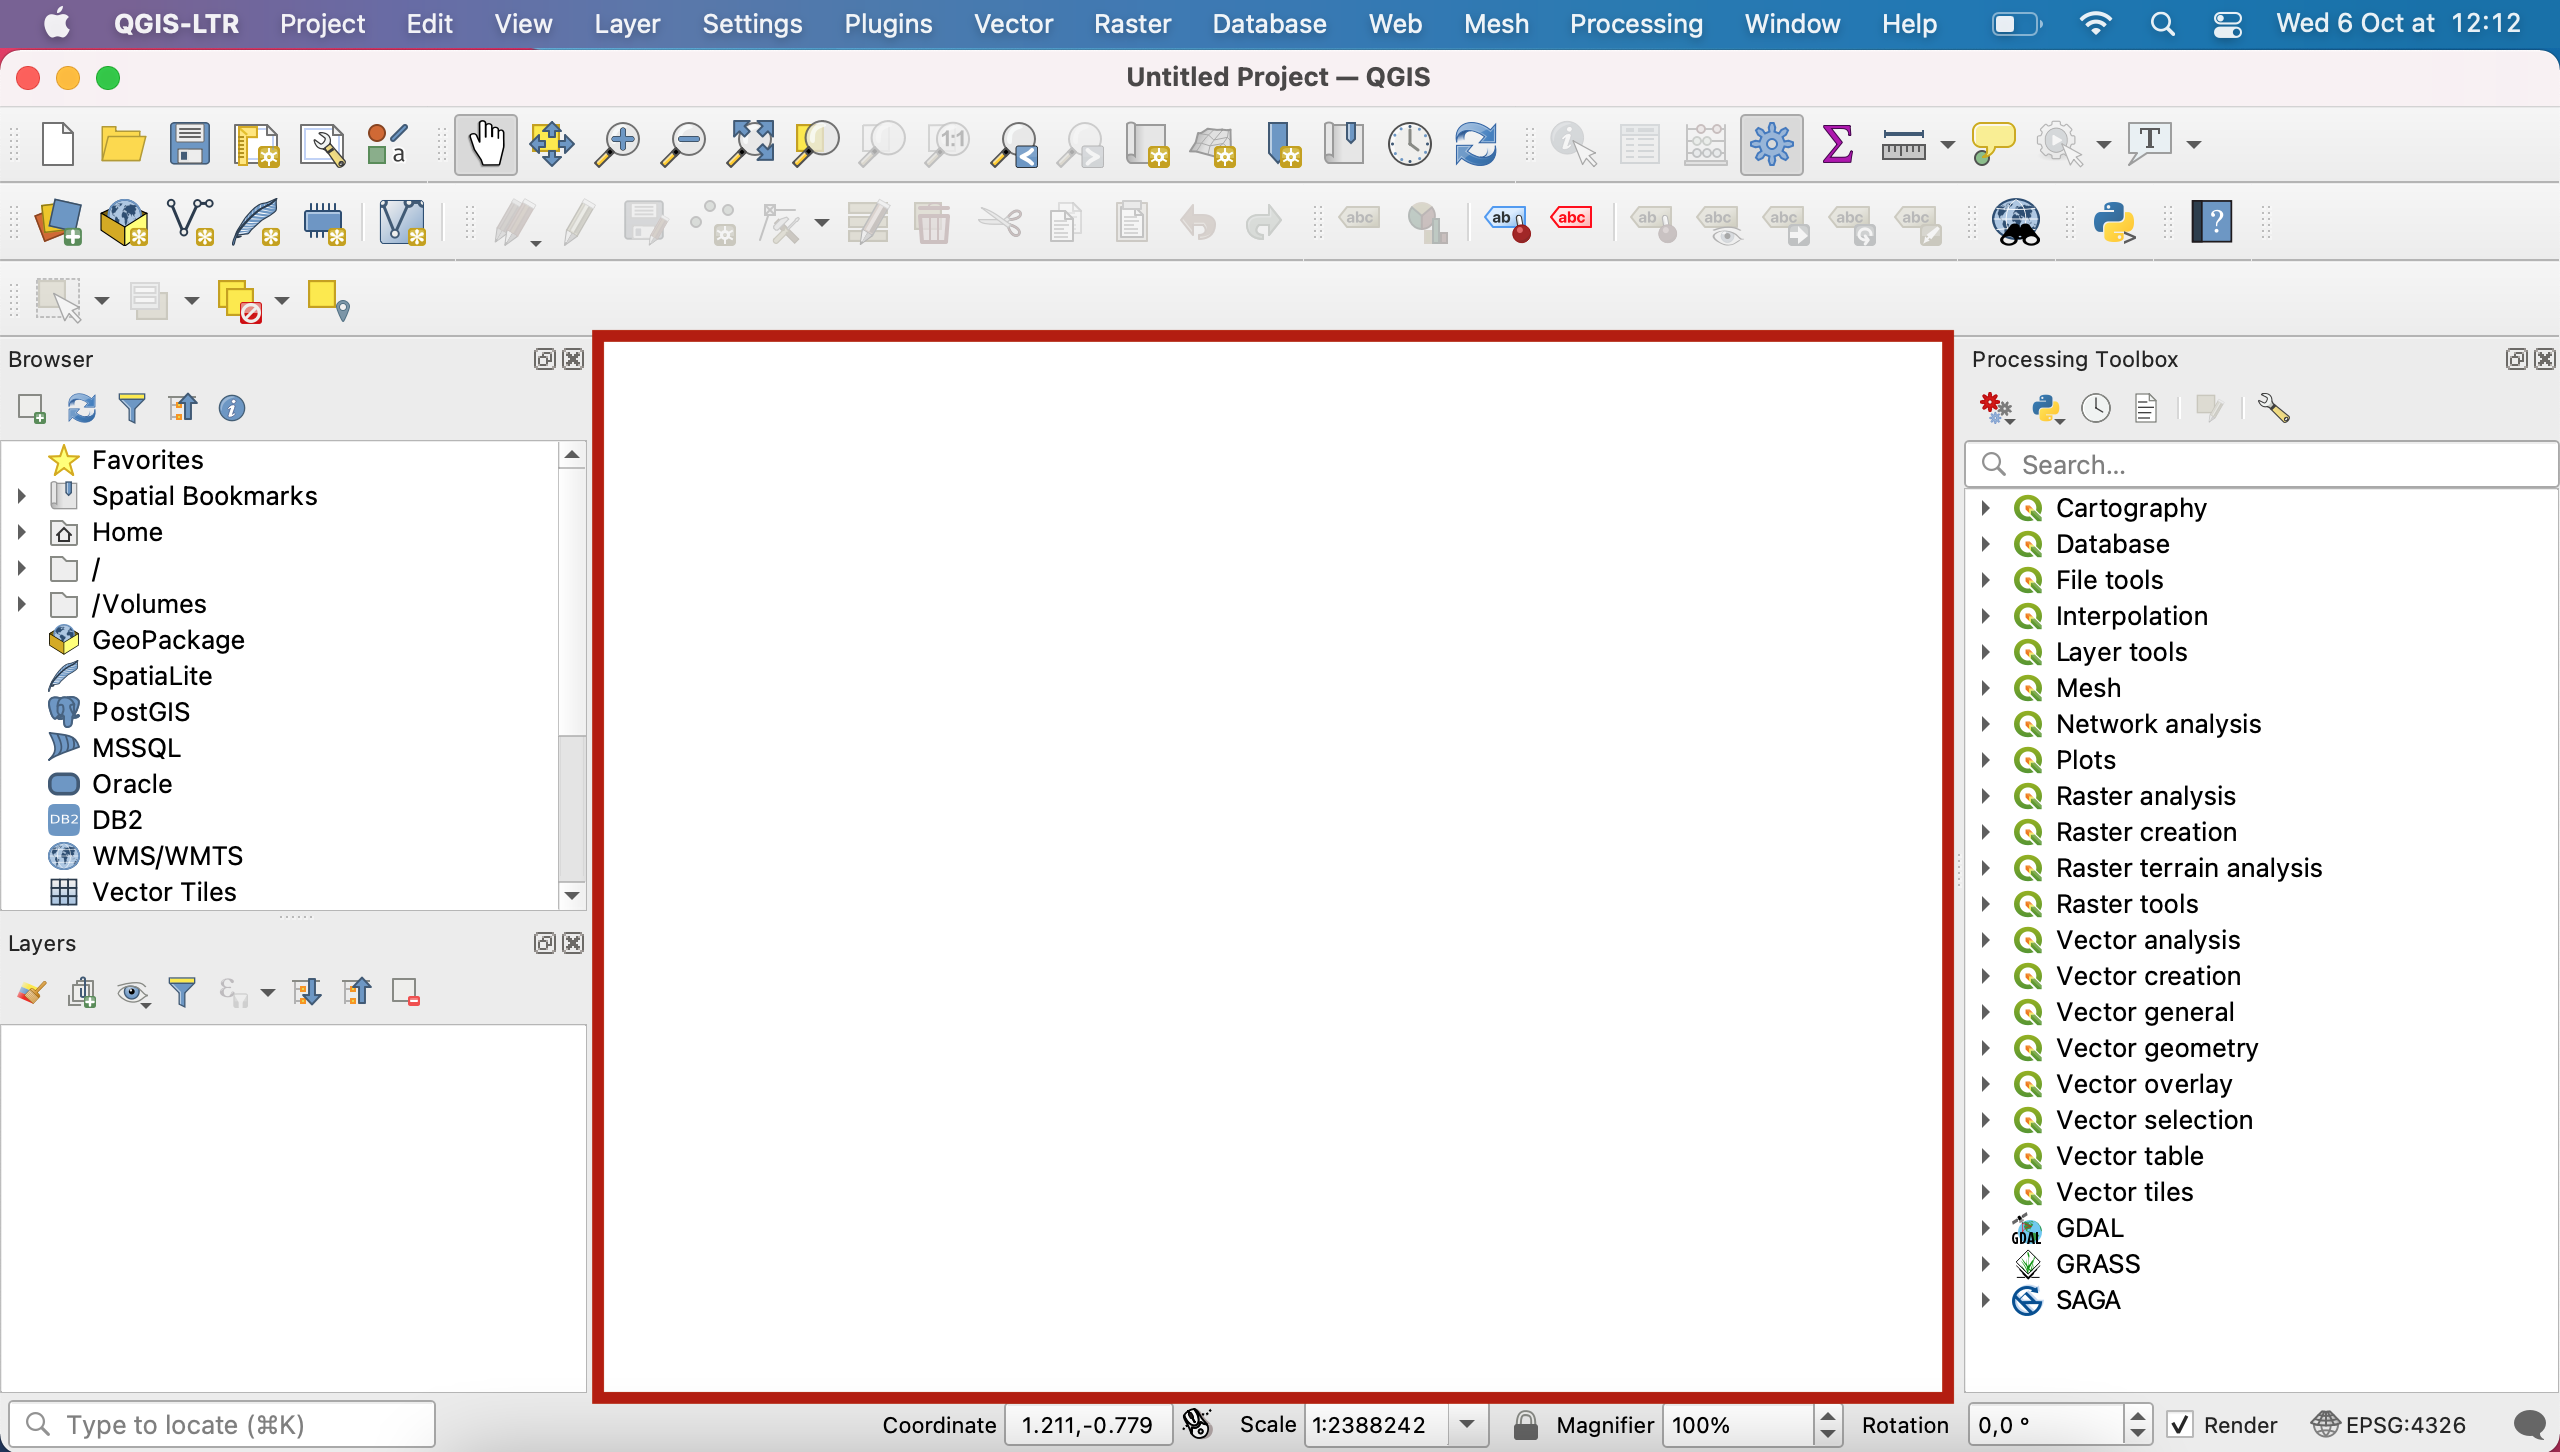 QGIS-LTR Project Edit View Layer Settings Plugins Vector Raster Database Web Mesh Processing Window Help Wed 6 Oct at 12:12
Untitled Project — QGIS
a 1:1 T
abc ab abc ab abc abc abc abc ?
Browser
Favorites
Spatial Bookmarks
Home
/
/Volumes
GeoPackage
SpatiaLite
PostGIS
MSSQL
Oracle
DB2 DB2
WMS/WMTS
Vector Tiles
Layers
Processing Toolbox
Search...
Cartography
Database
File tools
Interpolation
Layer tools
Mesh
Network analysis
Plots
Raster analysis
Raster creation
Raster terrain analysis
Raster tools
Vector analysis
Vector creation
Vector general
Vector geometry
Vector overlay
Vector selection
Vector table
Vector tiles
GDAL GDAL
GRASS
SAGA
Type to locate (⌘K) Coordinate 1.211,-0.779 Scale 1:2388242 Magnifier 100% Rotation 0,0 ° Render EPSG:4326